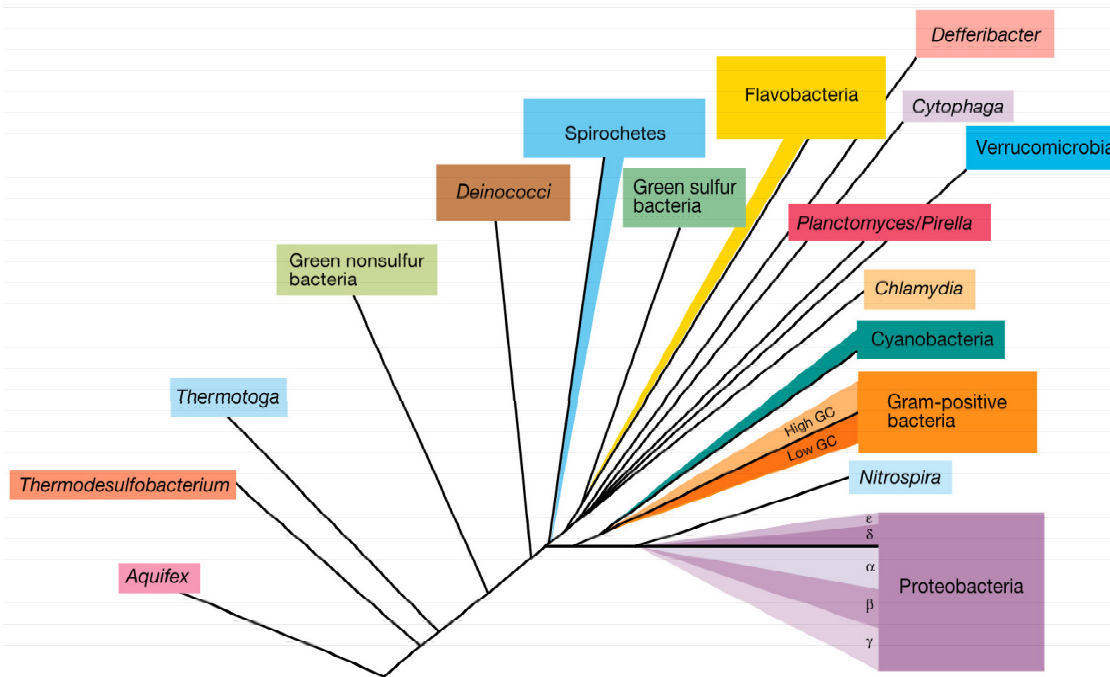 Defferibacter
Flavobacteria
Cytophaga
Spirochetes
Verrucomicrobia
Deinococci
Green sulfur
bacteria
Planctomyces/Pirella
Green nonsulfur
bacteria
Chlamydia
Cyanobacteria
Thermotoga
High GC
Low GC
Gram-positive
bacteria
Nitrospira
Thermodesulfobacterium
ε
δ
α
β
γ
Proteobacteria
Aquifex